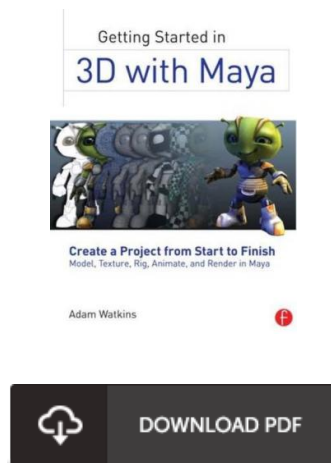 Getting Started in
3D with Maya
Create a Project from Start to Finish
Model, Texture, Rig, Animate, and Render in Maya
Adam Watkins
f
DOWNLOAD PDF